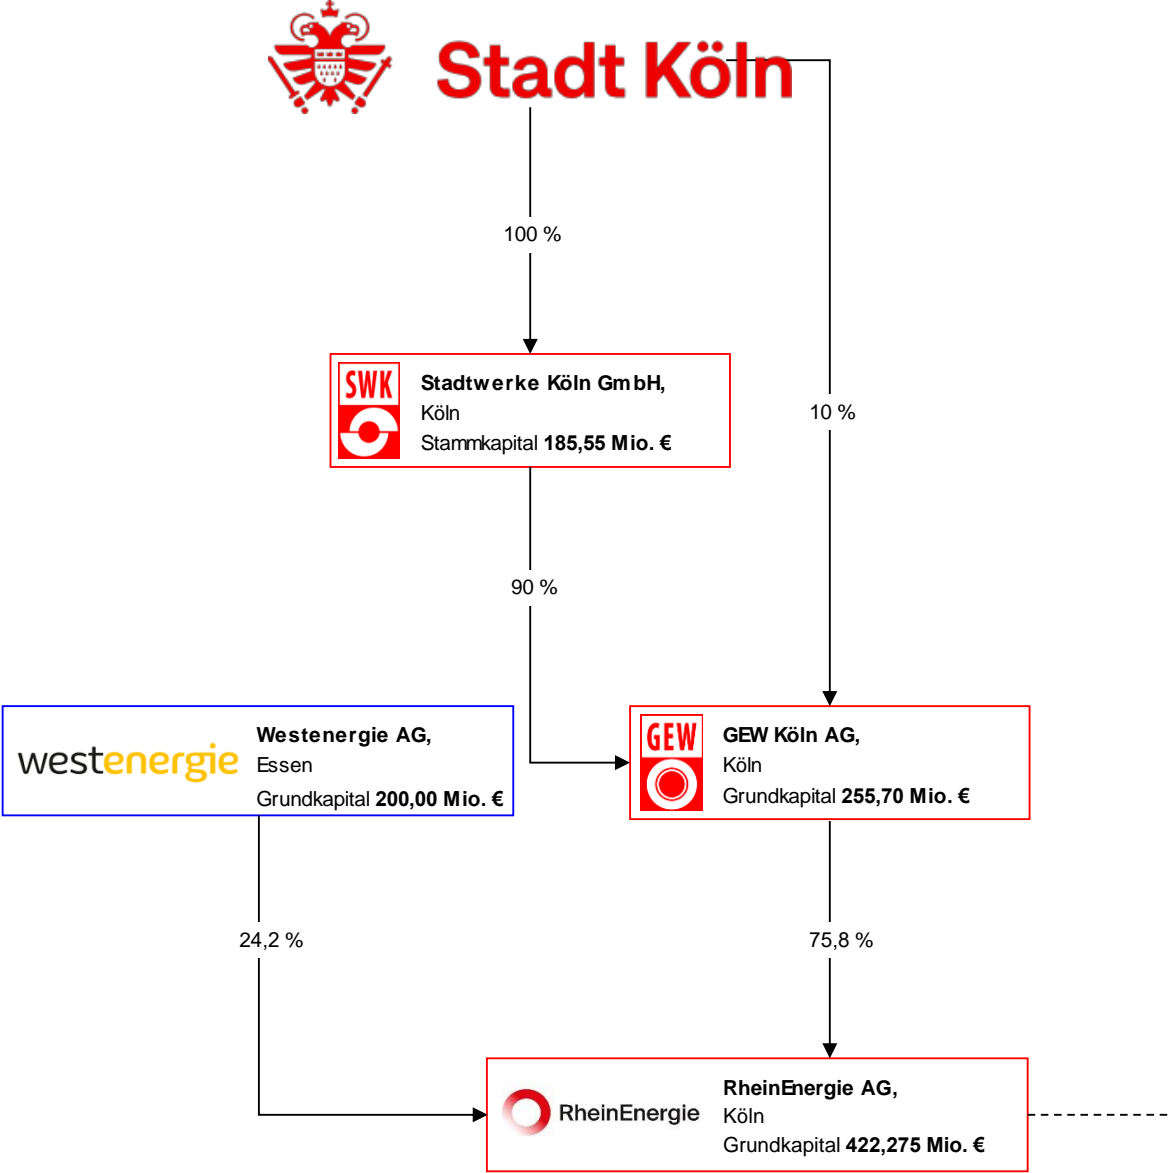 Stadt Köln
100 %
SWK
Stadtwerke Köln GmbH,
Köln
Stammkapital 185,55 Mio. €
10 %
90 %
westenergie
Westenergie AG,
Essen
Grundkapital 200,00 Mio. €
GEW
GEW Köln AG,
Köln
Grundkapital 255,70 Mio. €
24,2 %
75,8 %
RheinEnergie
RheinEnergie AG,
Köln
Grundkapital 422,275 Mio. €